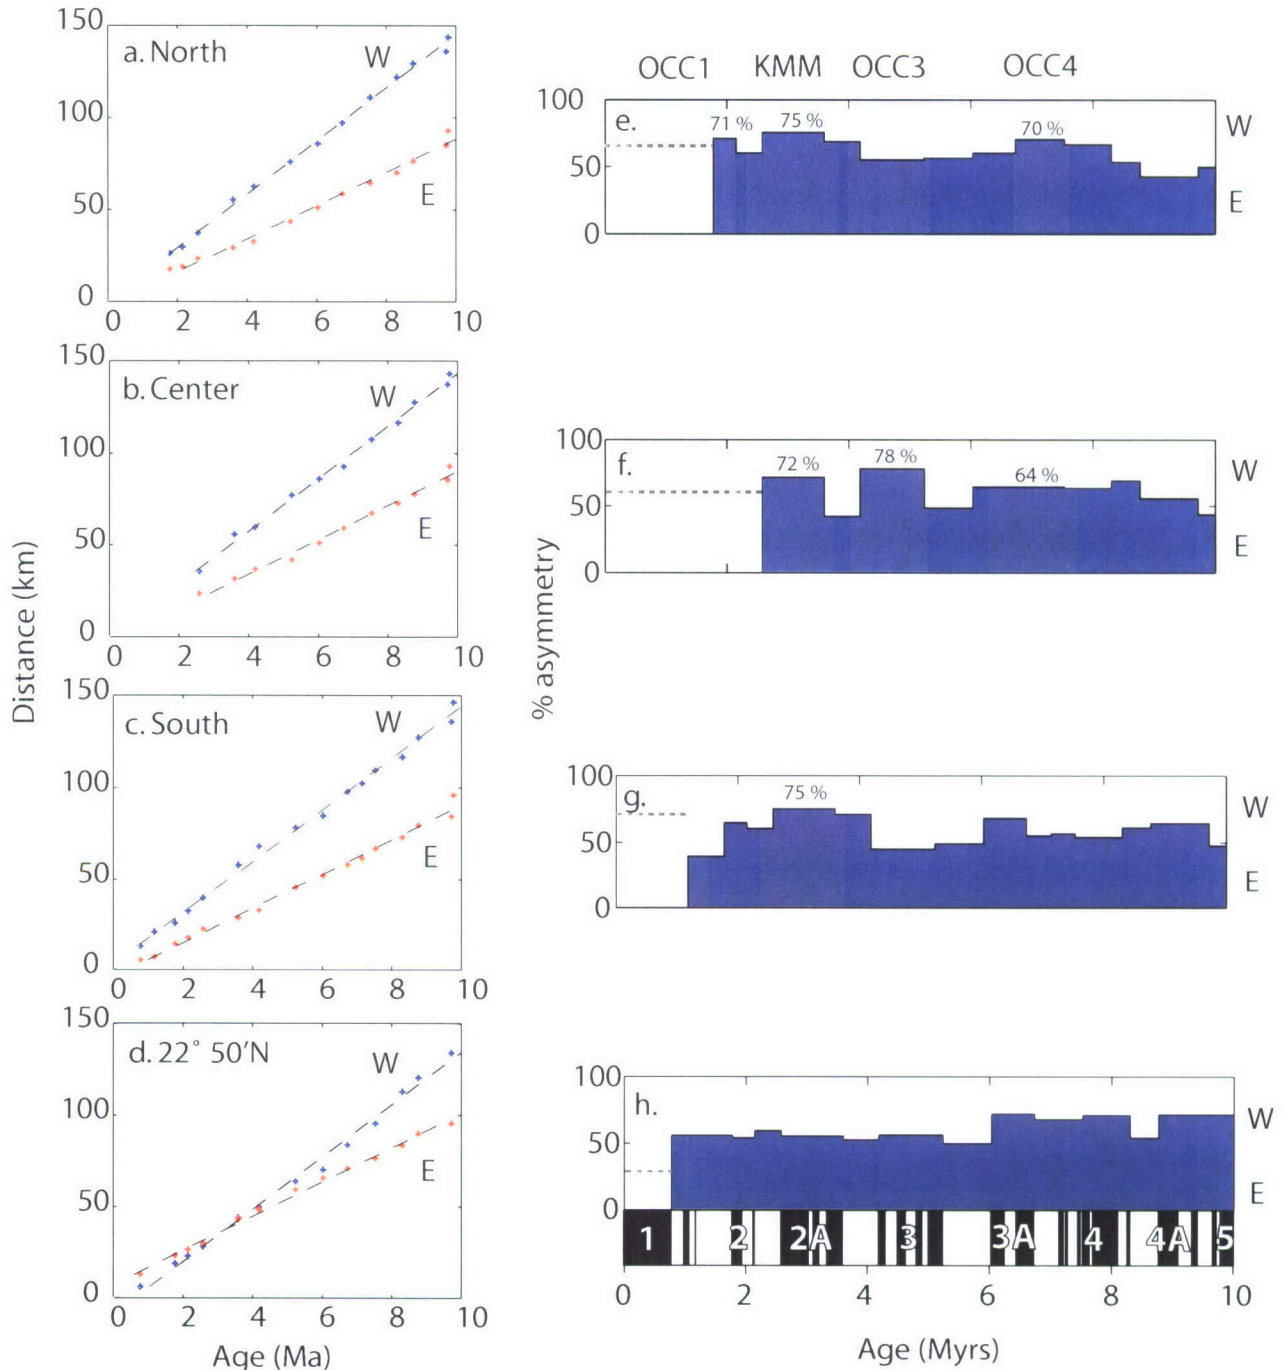 150
a. North
W
100
E
50
0
0 2 4 6 8 10
150
b. Center
W
100
E
50
0
0 2 4 6 8 10
150
c. South
W
100
E
50
0
0 2 4 6 8 10
150
d. 22° 50'N
W
100
E
50
0
0 2 4 6 8 10
Distance (km)
Age (Ma)
OCC1 KMM OCC3 OCC4
100
e.
71 % 75 % 70 %
W
50
E
0
100
f.
72 % 78 % 64 %
W
50
E
0
% asymmetry
100
g.
75 %
W
50
E
0
100
h.
W
50
E
0
1 2 2A 3 3A 4 4A 5
0 2 4 6 8 10
Age (Myrs)